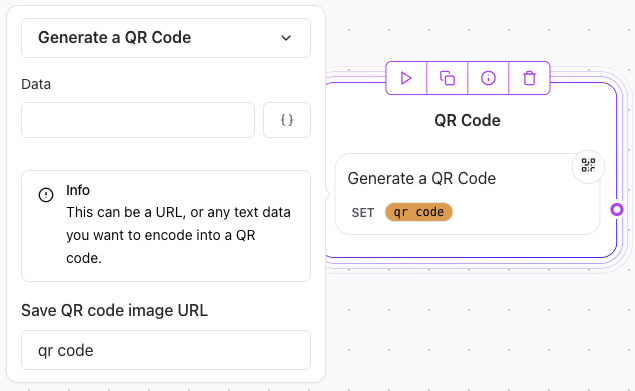 Generate a QR Code
Data
{ }
Info
This can be a URL, or any text data
you want to encode into a QR
code.
Save QR code image URL
qr code
QR Code
Generate a QR Code
SET qr code